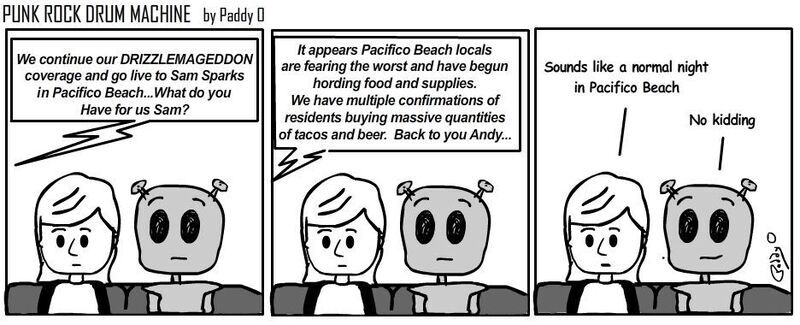 PUNK ROCK DRUM MACHINE by Paddy O
We continue our DRIZZLEMAGEDDON
coverage and go live to Sam Sparks
in Pacifico Beach...What do you
Have for us Sam?
It appears Pacifico Beach locals
are fearing the worst and have begun
hording food and supplies.
We have multiple confirmations of
residents buying massive quantities
of tacos and beer. Back to you Andy...
Sounds like a normal night
in Pacifico Beach
No kidding
Paddy O